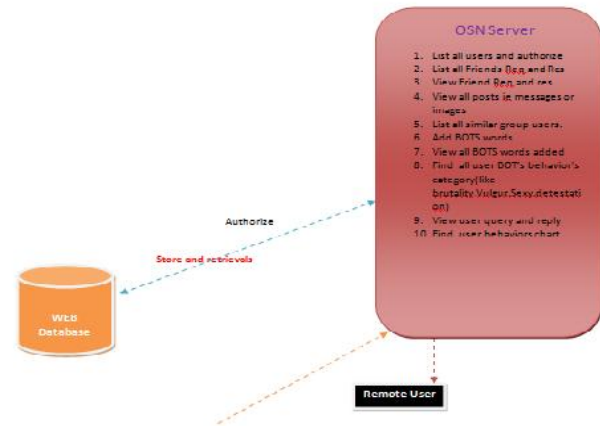 OSN Server
1. List all users and authorize
2. List all Friends Req and Res
3. View Friend Req and res
4. View all posts ie messages or
images
5. List all similar group users.
6. Add BOTS words
7. View all BOTS words added
8. Find all user BOT's behavior's
category(like
brutality,Vulgur,Sexy,detestati
on)
9. View user query and reply
10. Find user behaviors chart
Authorize
Store and retrievals
WEB
Database
Remote User